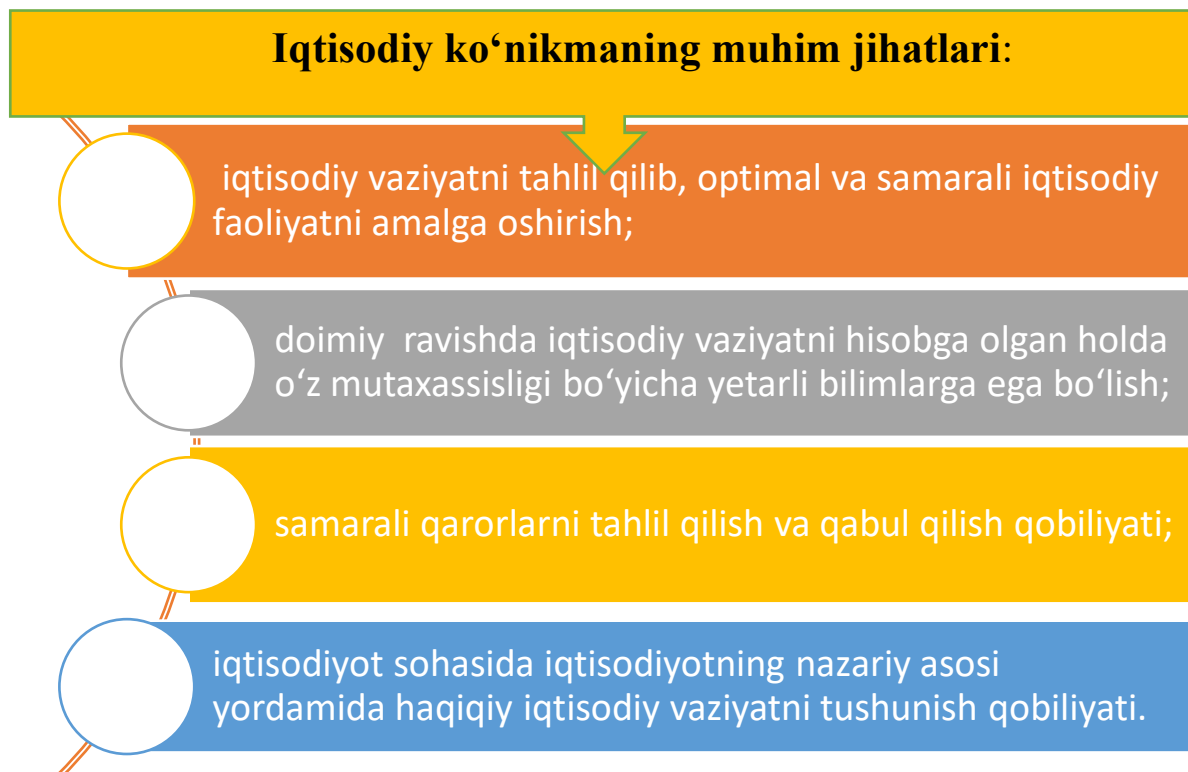 Iqtisodiy ko‘nikmaning muhim jihatlari:
iqtisodiy vaziyatni tahlil qilib, optimal va samarali iqtisodiy
faoliyatni amalga oshirish;
doimiy ravishda iqtisodiy vaziyatni hisobga olgan holda
o‘z mutaxassisligi bo‘yicha yetarli bilimlarga ega bo‘lish;
samarali qarorlarni tahlil qilish va qabul qilish qobiliyati;
iqtisodiyot sohasida iqtisodiyotning nazariy asosi
yordamida haqiqiy iqtisodiy vaziyatni tushunish qobiliyati.